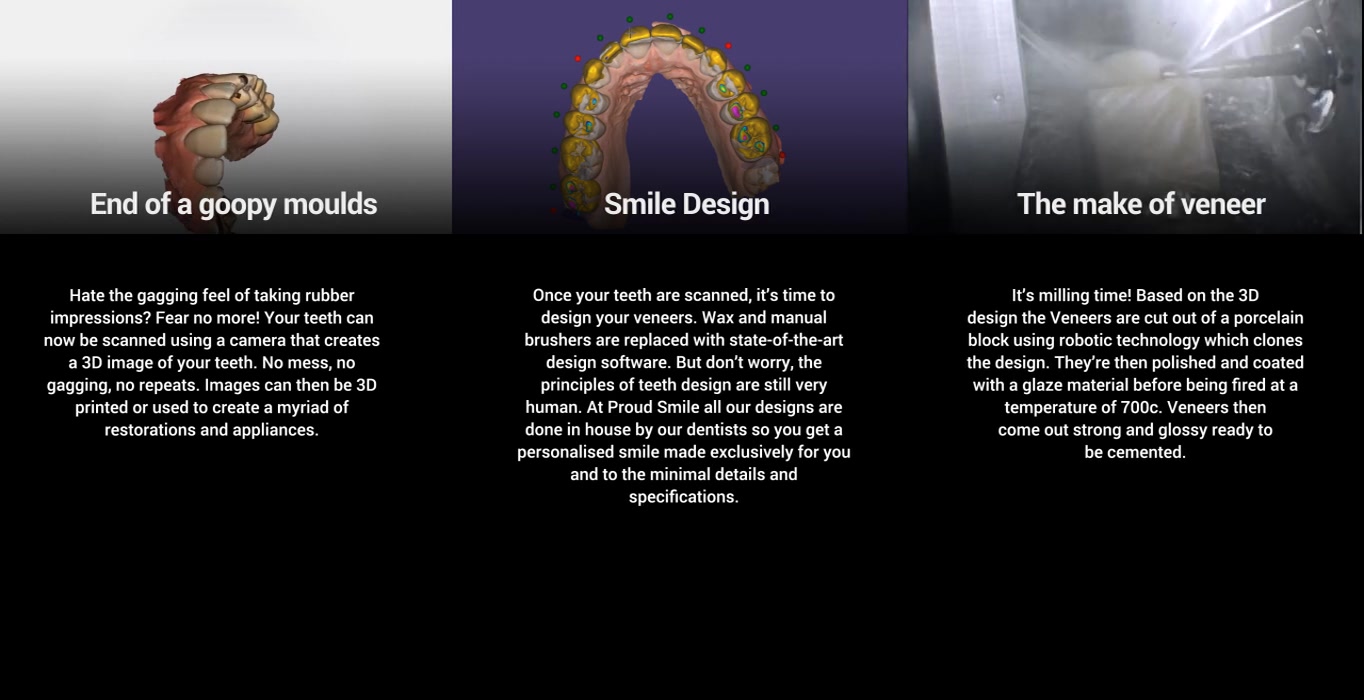 End of a goopy moulds
Smile Design
The make of veneer
Hate the gagging feel of taking rubber
impressions? Fear no more! Your teeth can
now be scanned using a camera that creates
a 3D image of your teeth. No mess, no
gagging, no repeats. Images can then be 3D
printed or used to create a myriad of
restorations and appliances.
Once your teeth are scanned, it’s time to
design your veneers. Wax and manual
brushers are replaced with state-of-the-art
design software. But don’t worry, the
principles of teeth design are still very
human. At Proud Smile all our designs are
done in house by our dentists so you get a
personalised smile made exclusively for you
and to the minimal details and
specifications.
It’s milling time! Based on the 3D
design the Veneers are cut out of a porcelain
block using robotic technology which clones
the design. They’re then polished and coated
with a glaze material before being fired at a
temperature of 700c. Veneers then
come out strong and glossy ready to
be cemented.